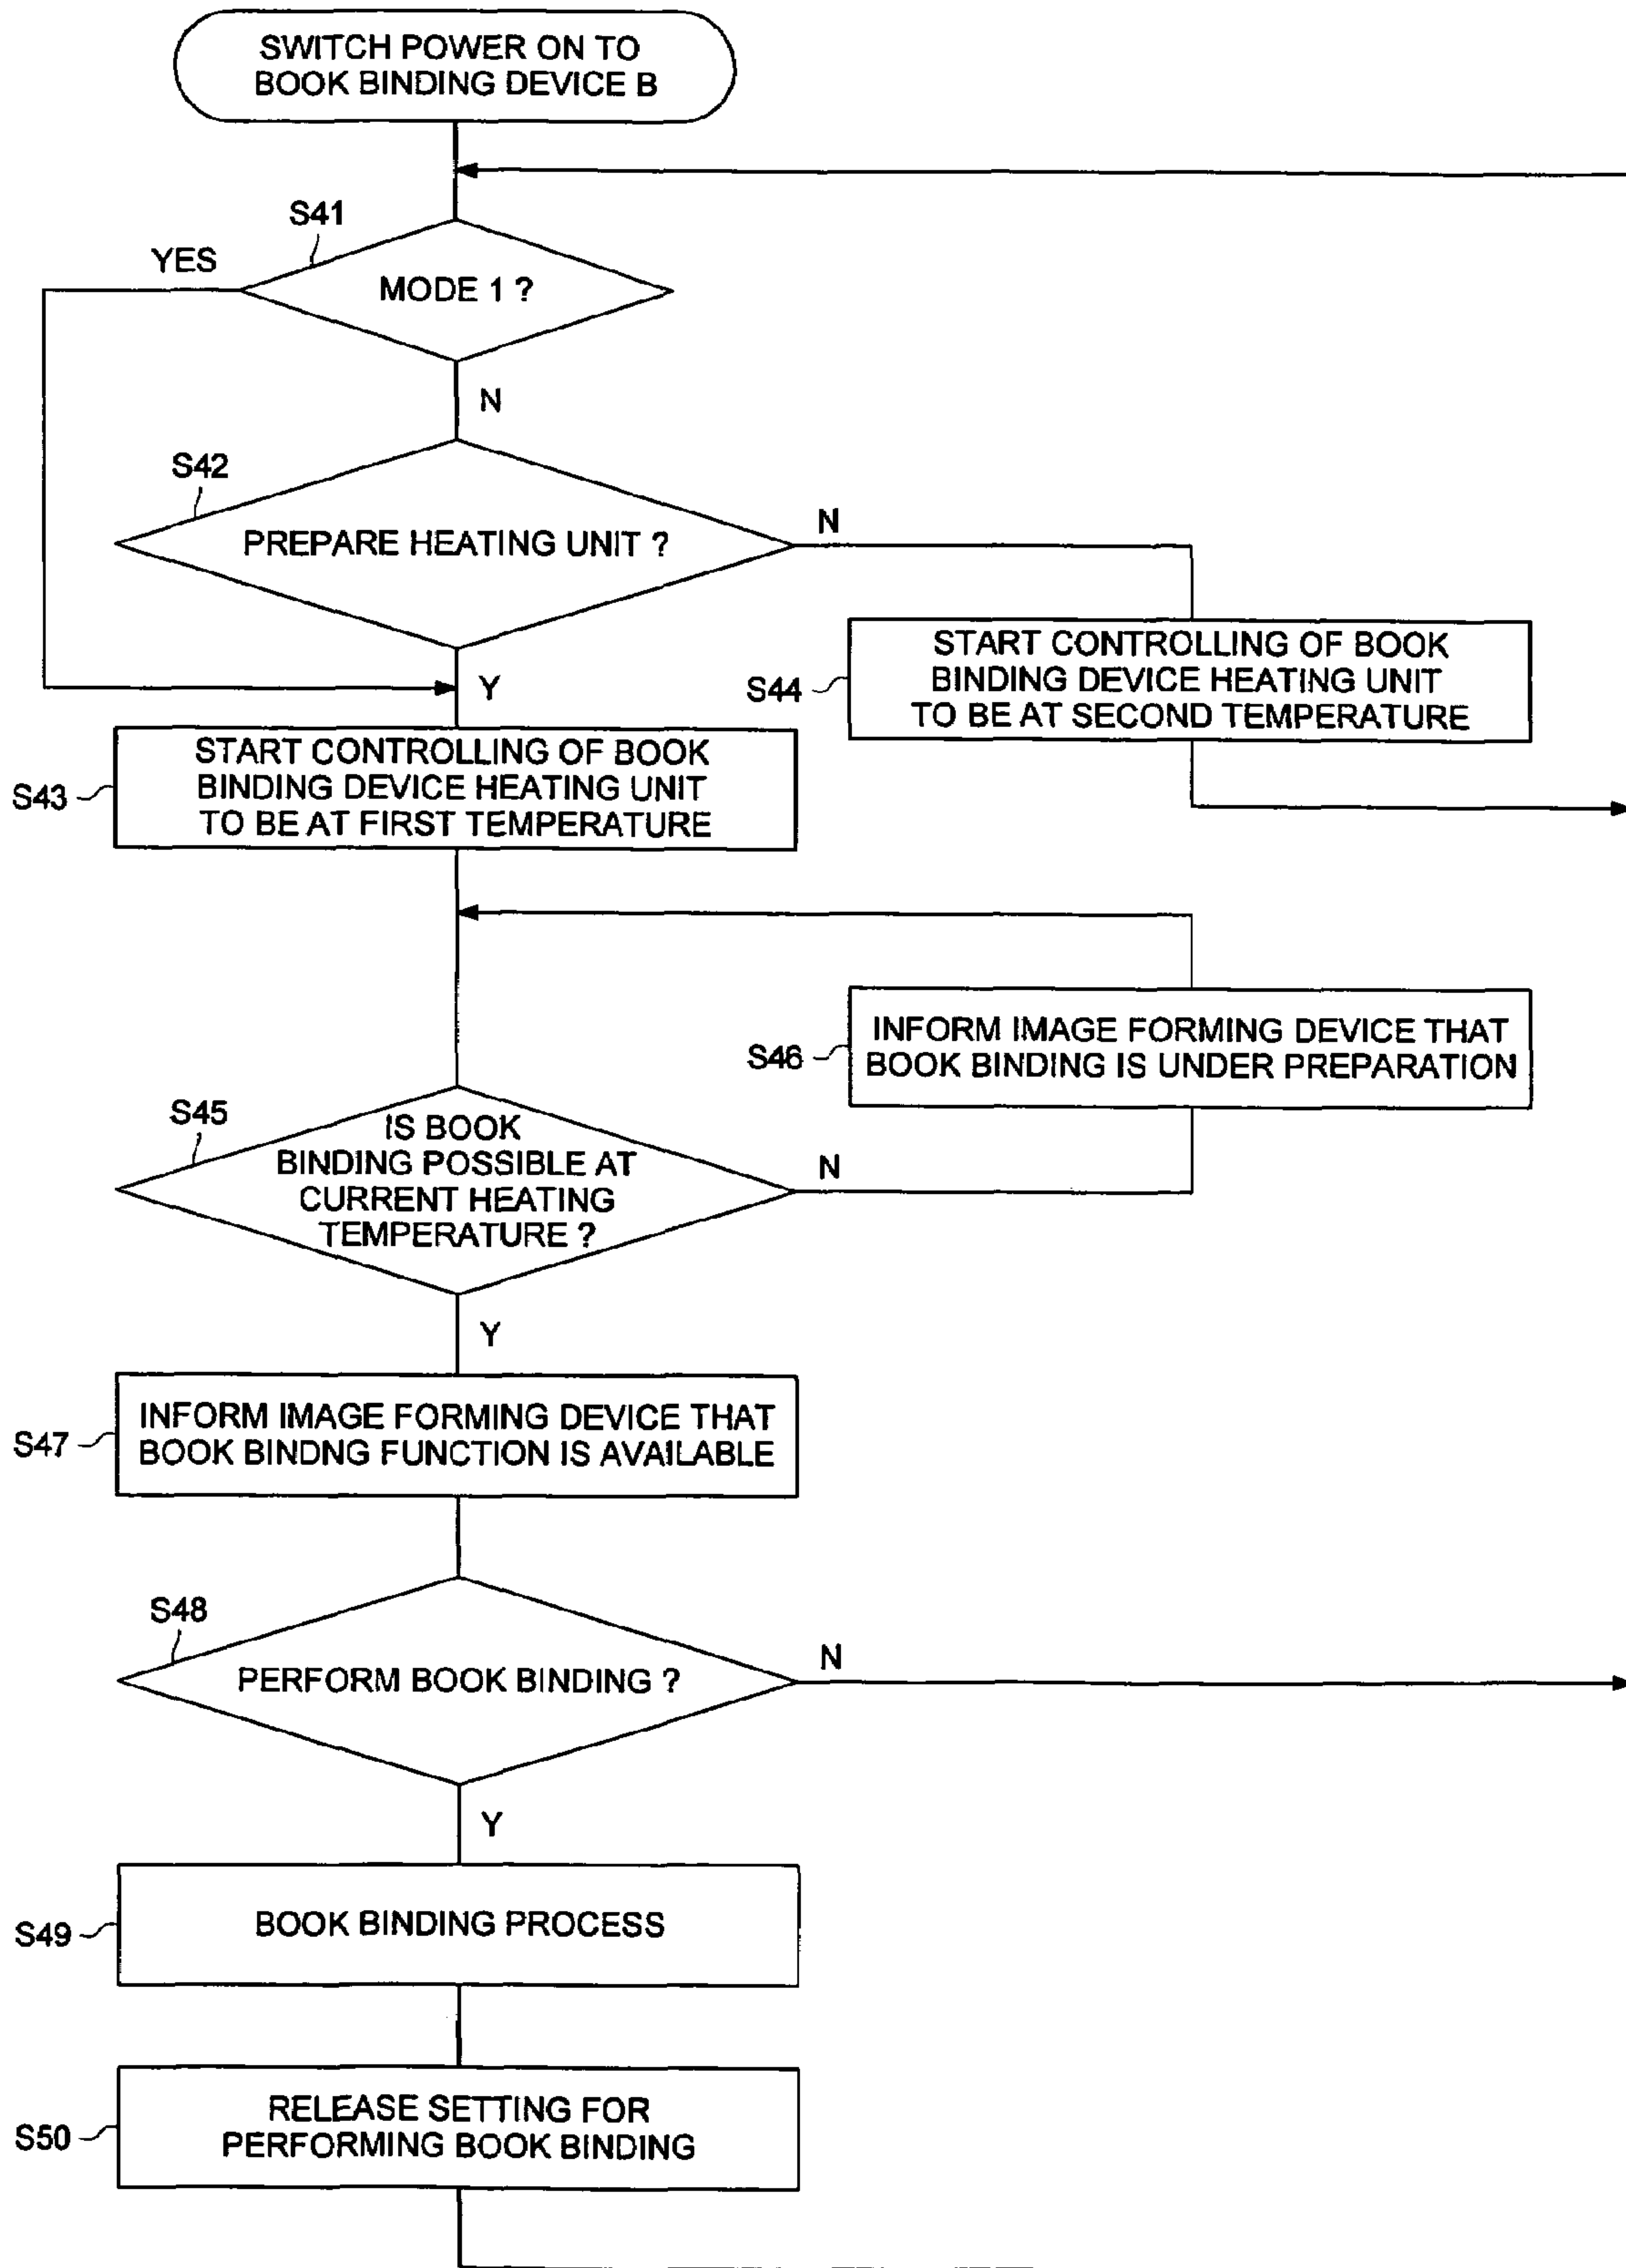 SWITCH POWER ON TO
BOOK BINDING DEVICE B
S41
YES
MODE 1 ?
N
S42
PREPARE HEATING UNIT ?
N
Y
S44
START CONTROLLING OF BOOK
BINDING DEVICE HEATING UNIT
TO BE AT SECOND TEMPERATURE
S43
START CONTROLLING OF BOOK
BINDING DEVICE HEATING UNIT
TO BE AT FIRST TEMPERATURE
S46
INFORM IMAGE FORMING DEVICE THAT
BOOK BINDING IS UNDER PREPARATION
S45
IS BOOK
BINDING POSSIBLE AT
CURRENT HEATING
TEMPERATURE ?
N
Y
S47
INFORM IMAGE FORMING DEVICE THAT
BOOK BINDNG FUNCTION IS AVAILABLE
S48
PERFORM BOOK BINDING ?
N
Y
S49
BOOK BINDING PROCESS
S50
RELEASE SETTING FOR
PERFORMING BOOK BINDING